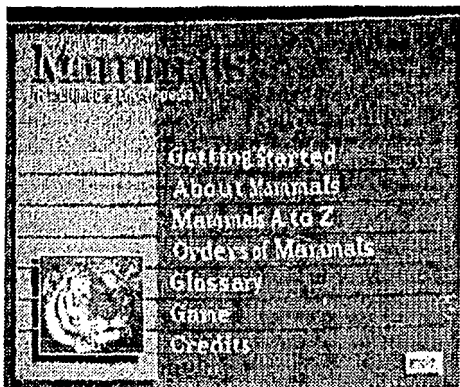 Mammals
Getting Started
About Mammals
Mammals A to Z
Orders of Mammals
Glossary
Game
Credits